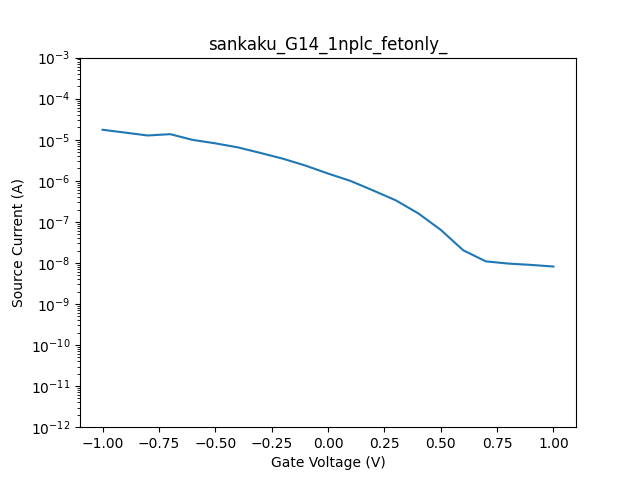 sankaku_G14_1nplc_fetonly_
Source Current (A)
10⁻³
10⁻⁴
10⁻⁵
10⁻⁶
10⁻⁷
10⁻⁸
10⁻⁹
10⁻¹⁰
10⁻¹¹
10⁻¹²
−1.00 −0.75 −0.50 −0.25 0.00 0.25 0.50 0.75 1.00
Gate Voltage (V)